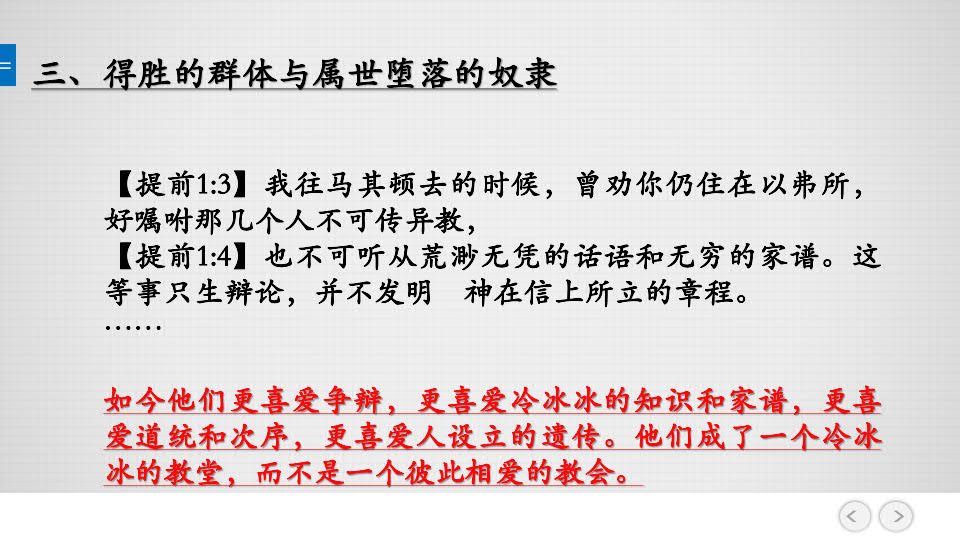 三、得胜的群体与属世堕落的奴隶
【提前1:3】我往马其顿去的时候，曾劝你仍住在以弗所，
好嘱咐那几个人不可传异教，
【提前1:4】也不可听从荒渺无凭的话语和无穷的家谱。这
等事只生辩论，并不发明　神在信上所立的章程。
……
如今他们更喜爱争辩，更喜爱冷冰冰的知识和家谱，更喜
爱道统和次序，更喜爱人设立的遗传。他们成了一个冷冰
冰的教堂，而不是一个彼此相爱的教会。